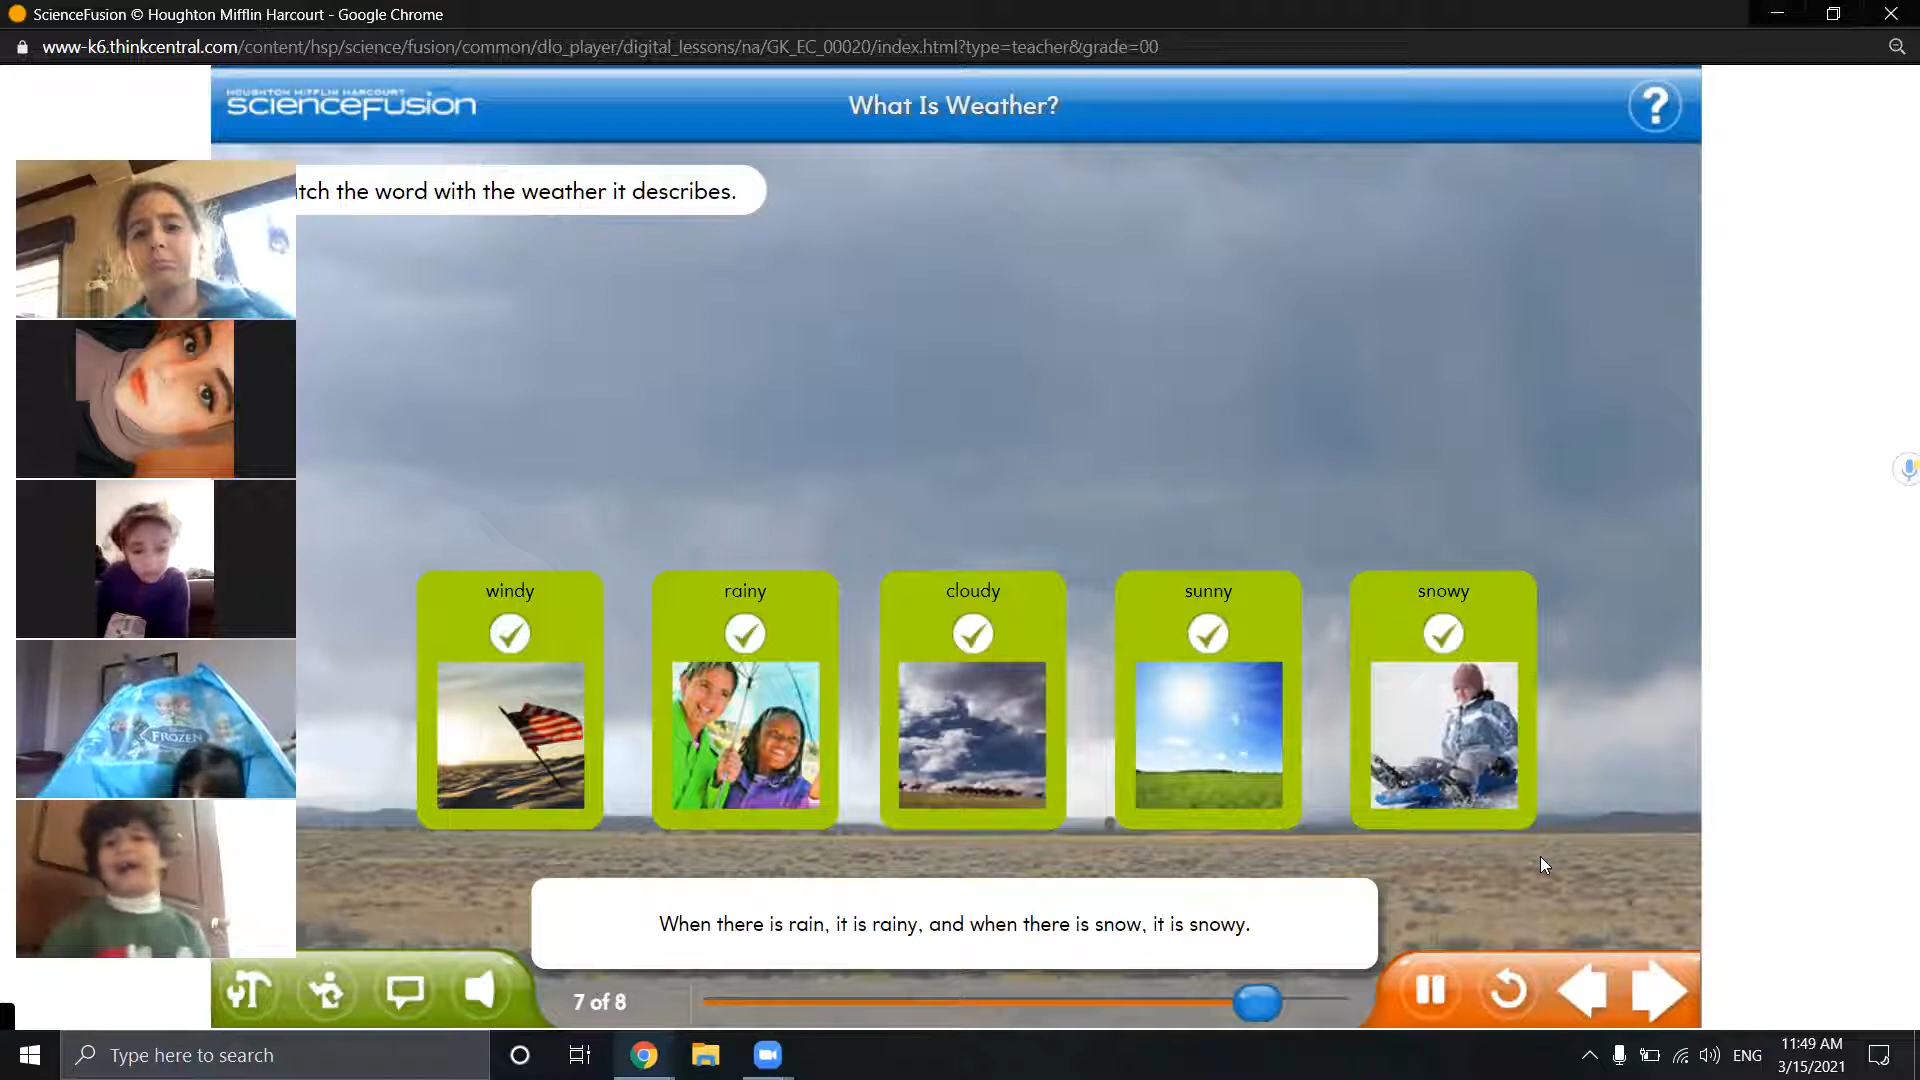 ScienceFusion © Houghton Mifflin Harcourt - Google Chrome
www-k6.thinkcentral.com/content/hsp/science/fusion/common/dlo_player/digital_lessons/na/GK_EC_00020/index.html?type=teacher&grade=00
HOUGHTON MIFFLIN HARCOURT
scienceFusion
What Is Weather?
?
tch the word with the weather it describes.
windy
rainy
cloudy
sunny
snowy
FROZEN
When there is rain, it is rainy, and when there is snow, it is snowy.
7 of 8
Type here to search
ENG
11:49 AM
3/15/2021